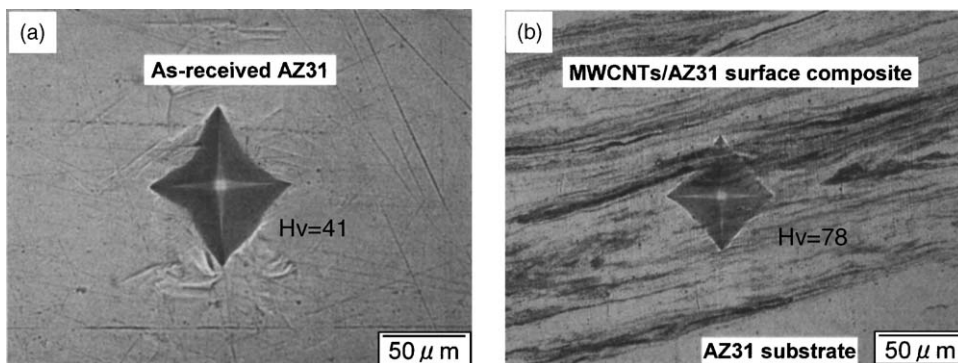 (a)
As-received AZ31
Hv=41
50 μ m
(b)
MWCNTs/AZ31 surface composite
Hv=78
AZ31 substrate
50 μ m